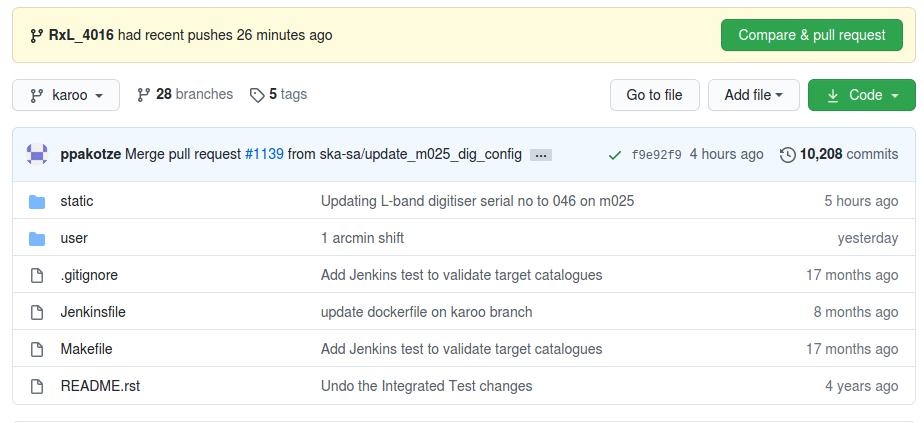 RxL_4016 had recent pushes 26 minutes ago Compare & pull request
karoo 28 branches 5 tags Go to file Add file Code
ppakotze Merge pull request #1139 from ska-sa/update_m025_dig_config ... f9e92f9 4 hours ago 10,208 commits
static Updating L-band digitiser serial no to 046 on m025 5 hours ago
user 1 arcmin shift yesterday
.gitignore Add Jenkins test to validate target catalogues 17 months ago
Jenkinsfile update dockerfile on karoo branch 8 months ago
Makefile Add Jenkins test to validate target catalogues 17 months ago
README.rst Undo the Integrated Test changes 4 years ago